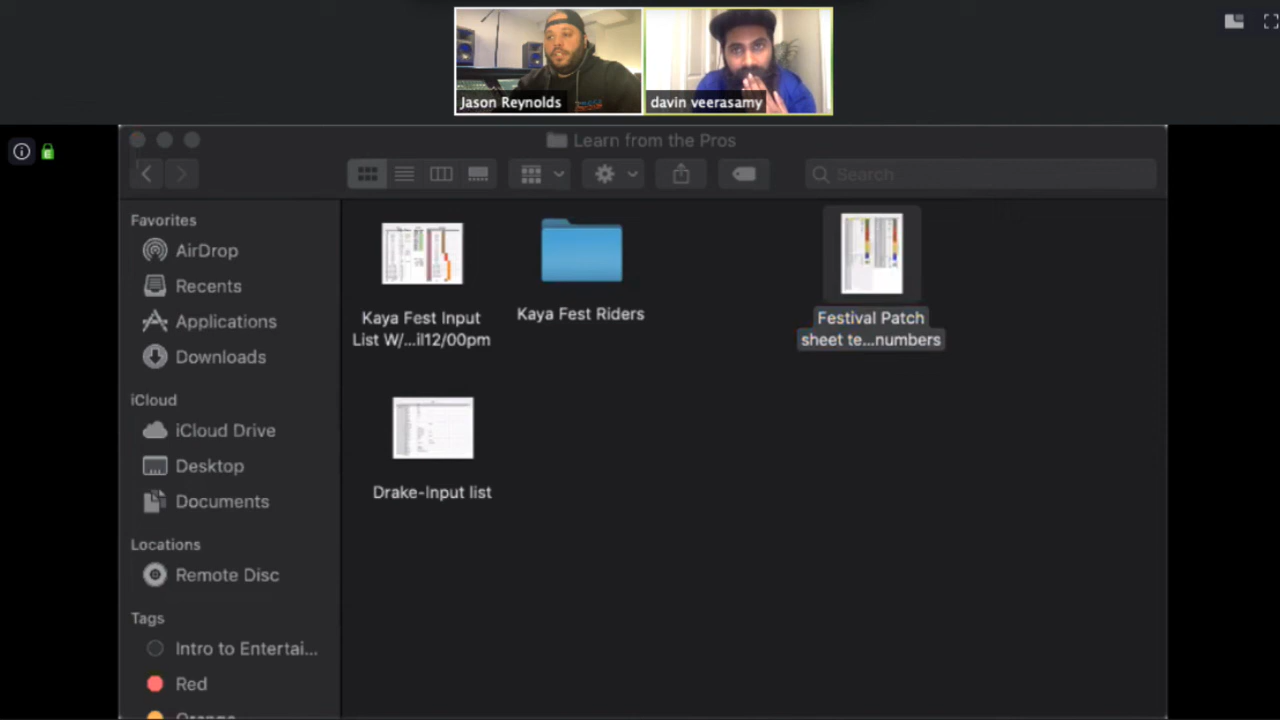 Jason Reynolds
davin veerasamy
Learn from the Pros
Search
Favorites
AirDrop
Recents
Applications
Downloads
iCloud
iCloud Drive
Desktop
Documents
Locations
Remote Disc
Tags
Intro to Entertai...
Red
Orange
Kaya Fest Input
List W/...il12/00pm
Kaya Fest Riders
Festival Patch
sheet te...numbers
Drake-Input list